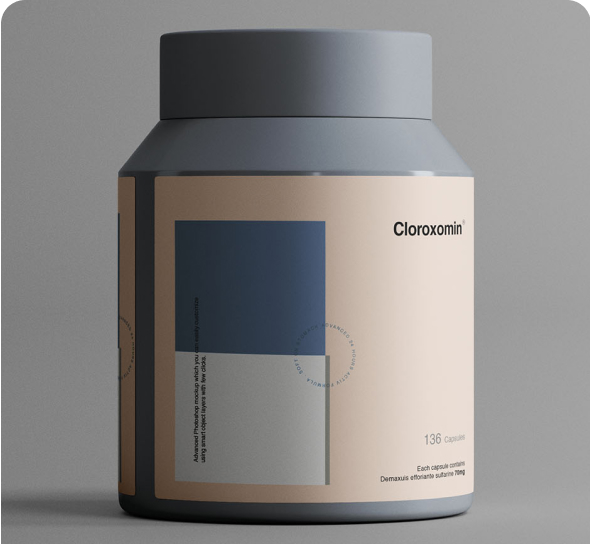 Cloroxomin®
Advanced Photoshop mockup which you can easily customize
using smart object layers with few clicks.
136 Capsules
Each capsule contains
Demaxuis efforiante sulfarine 70mg